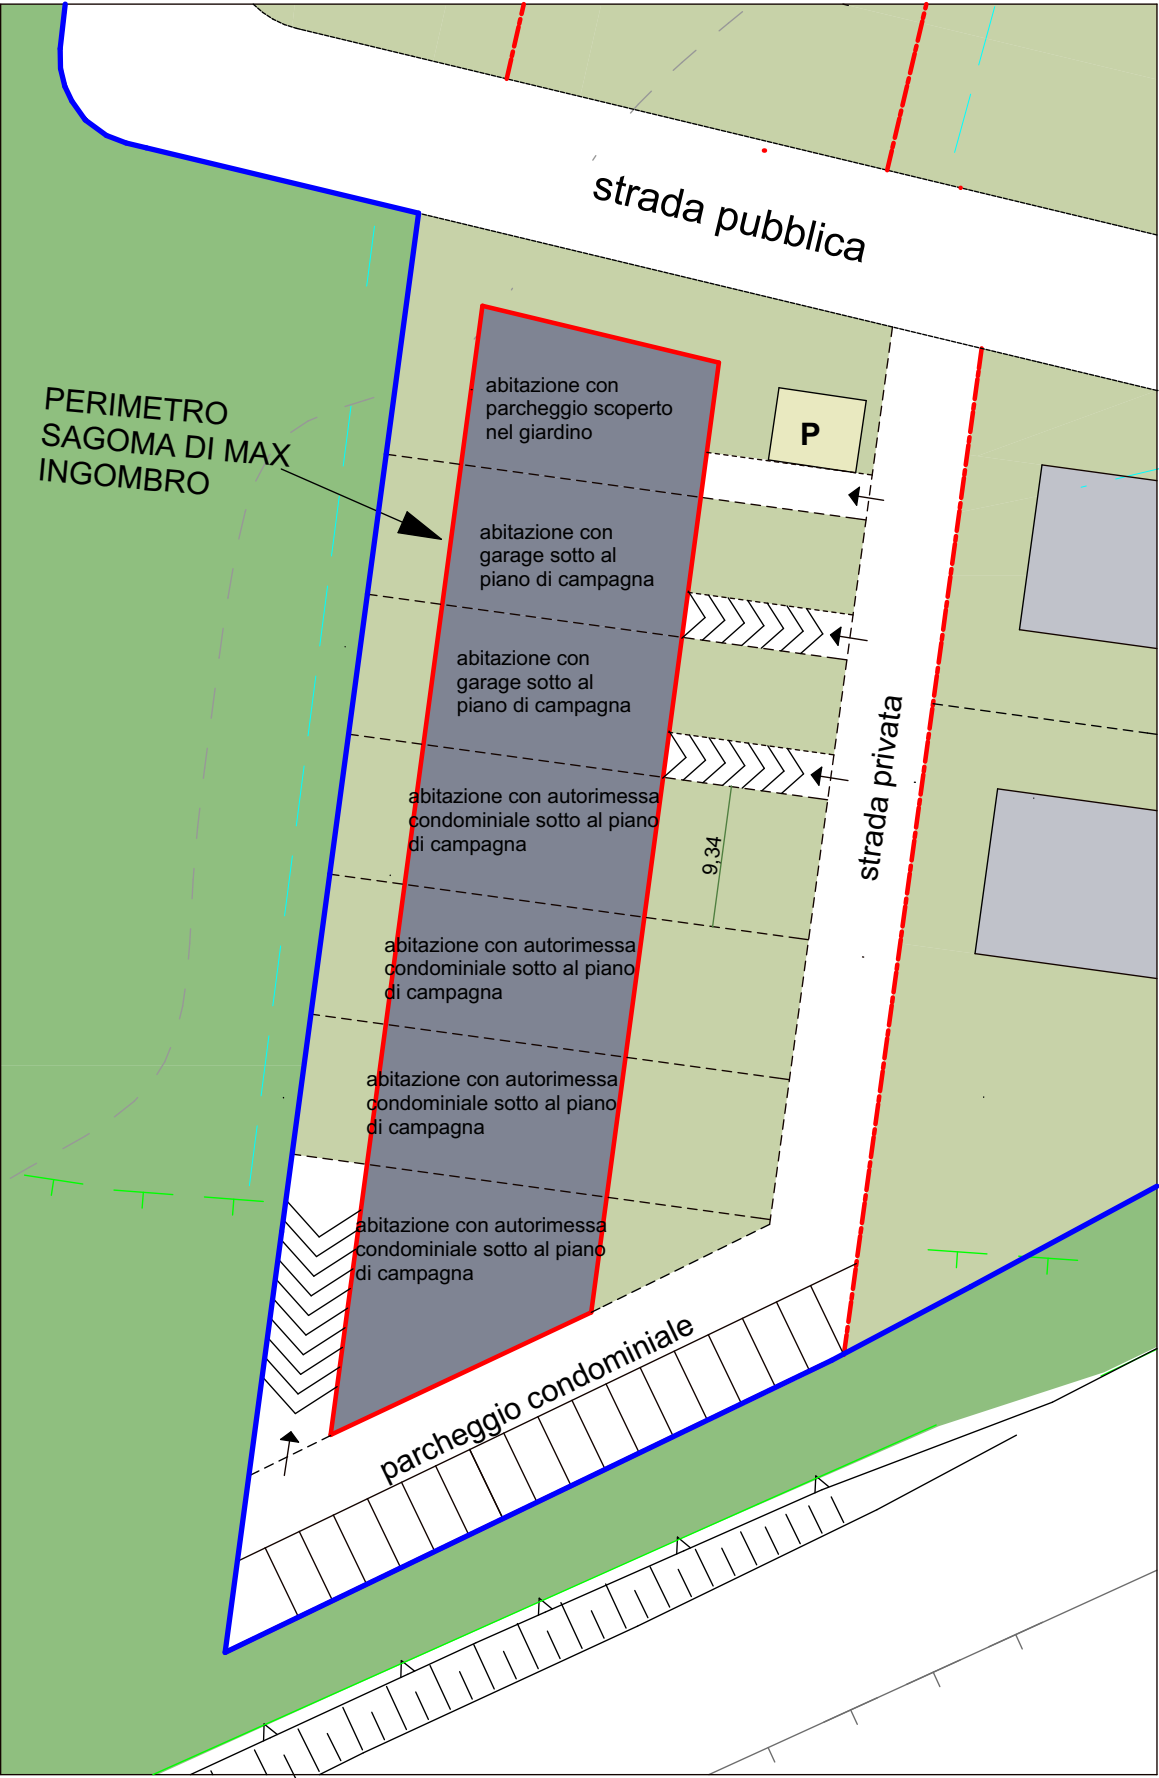 strada pubblica
PERIMETRO
SAGOMA DI MAX
INGOMBRO
abitazione con
parcheggio scoperto
nel giardino
P
abitazione con
garage sotto al
piano di campagna
abitazione con
garage sotto al
piano di campagna
strada privata
abitazione con autorimessa
condominiale sotto al piano
di campagna
9,34
abitazione con autorimessa
condominiale sotto al piano
di campagna
abitazione con autorimessa
condominiale sotto al piano
di campagna
abitazione con autorimessa
condominiale sotto al piano
di campagna
parcheggio condominiale